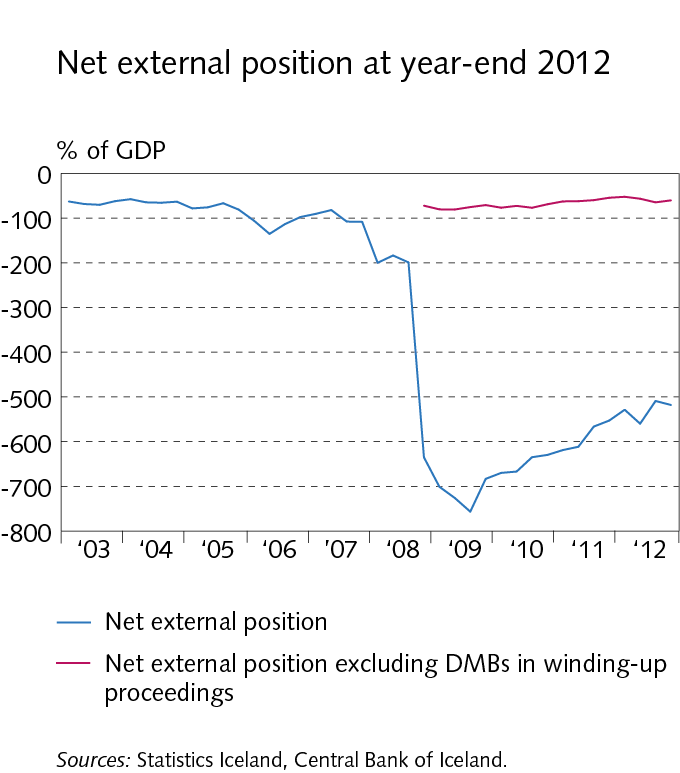 Net external position at year-end 2012
% of GDP
0
-100
-200
-300
-400
-500
-600
-700
-800
‘03 ‘04 ‘05 ‘06 ’07 ‘08 ‘09 ‘10 ‘11 ‘12
Net external position
Net external position excluding DMBs in winding-up
proceedings
Sources: Statistics Iceland, Central Bank of Iceland.